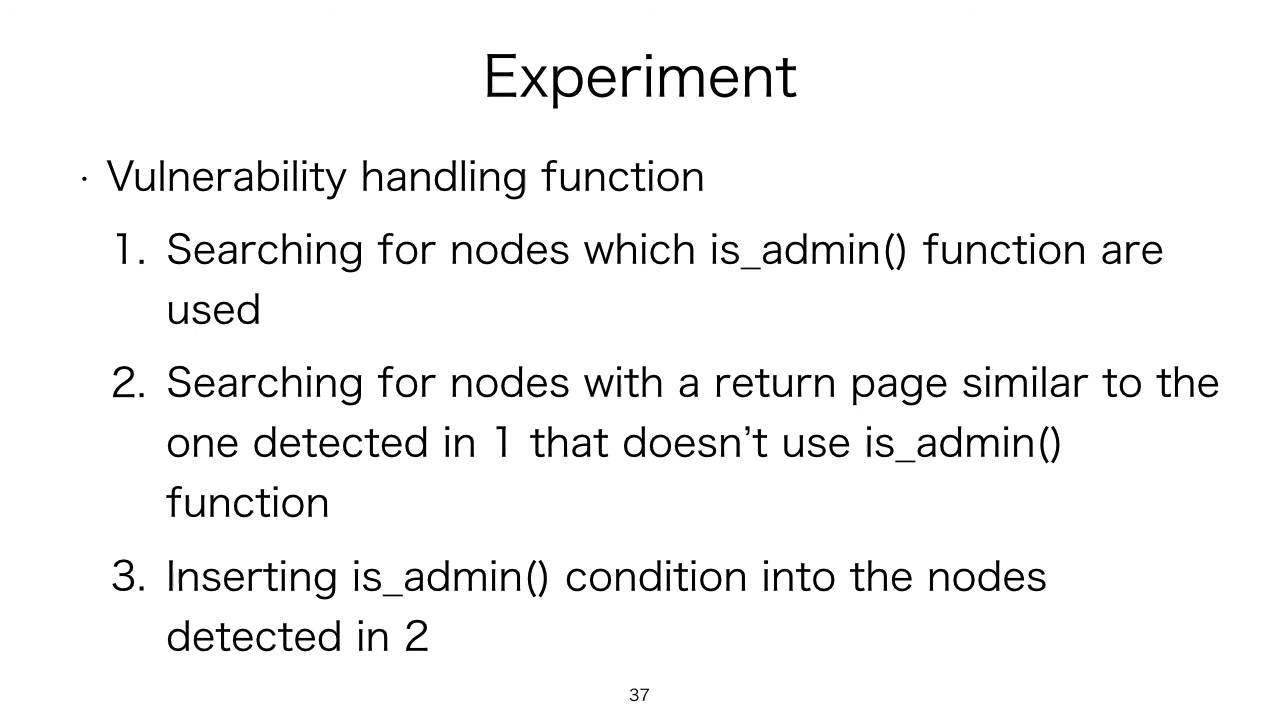 Experiment
· Vulnerability handling function
1. Searching for nodes which is_admin() function are
used
2. Searching for nodes with a return page similar to the
one detected in 1 that doesn’t use is_admin()
function
3. Inserting is_admin() condition into the nodes
detected in 2
37